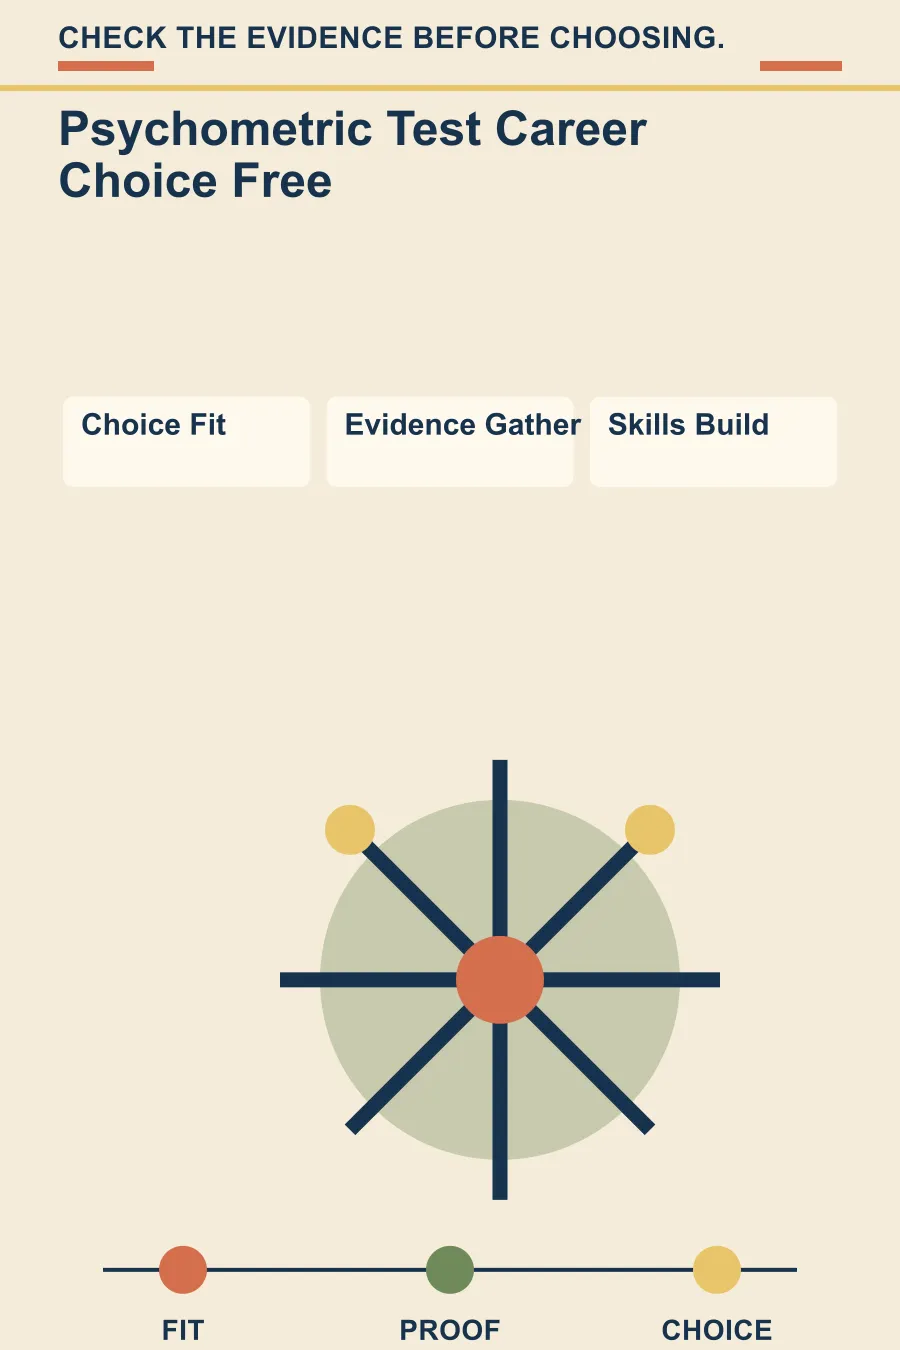 CHECK THE EVIDENCE BEFORE CHOOSING.
Psychometric Test Career
Choice Free
Choice Fit
Evidence Gather
Skills Build
FIT
PROOF
CHOICE